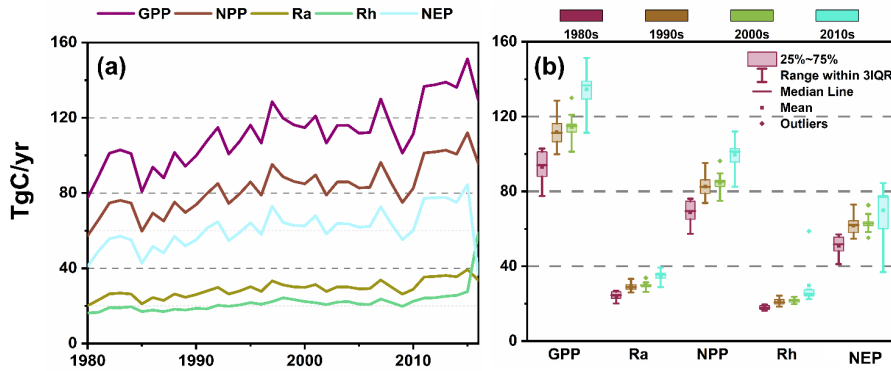 GPP NPP Ra Rh NEP
(a)
TgC/yr
160
120
80
40
0
1980 1990 2000 2010
1980s 1990s 2000s 2010s
(b)
25%~75%
Range within 3IQR
Median Line
Mean
Outliers
160
120
80
40
0
GPP Ra NPP Rh NEP